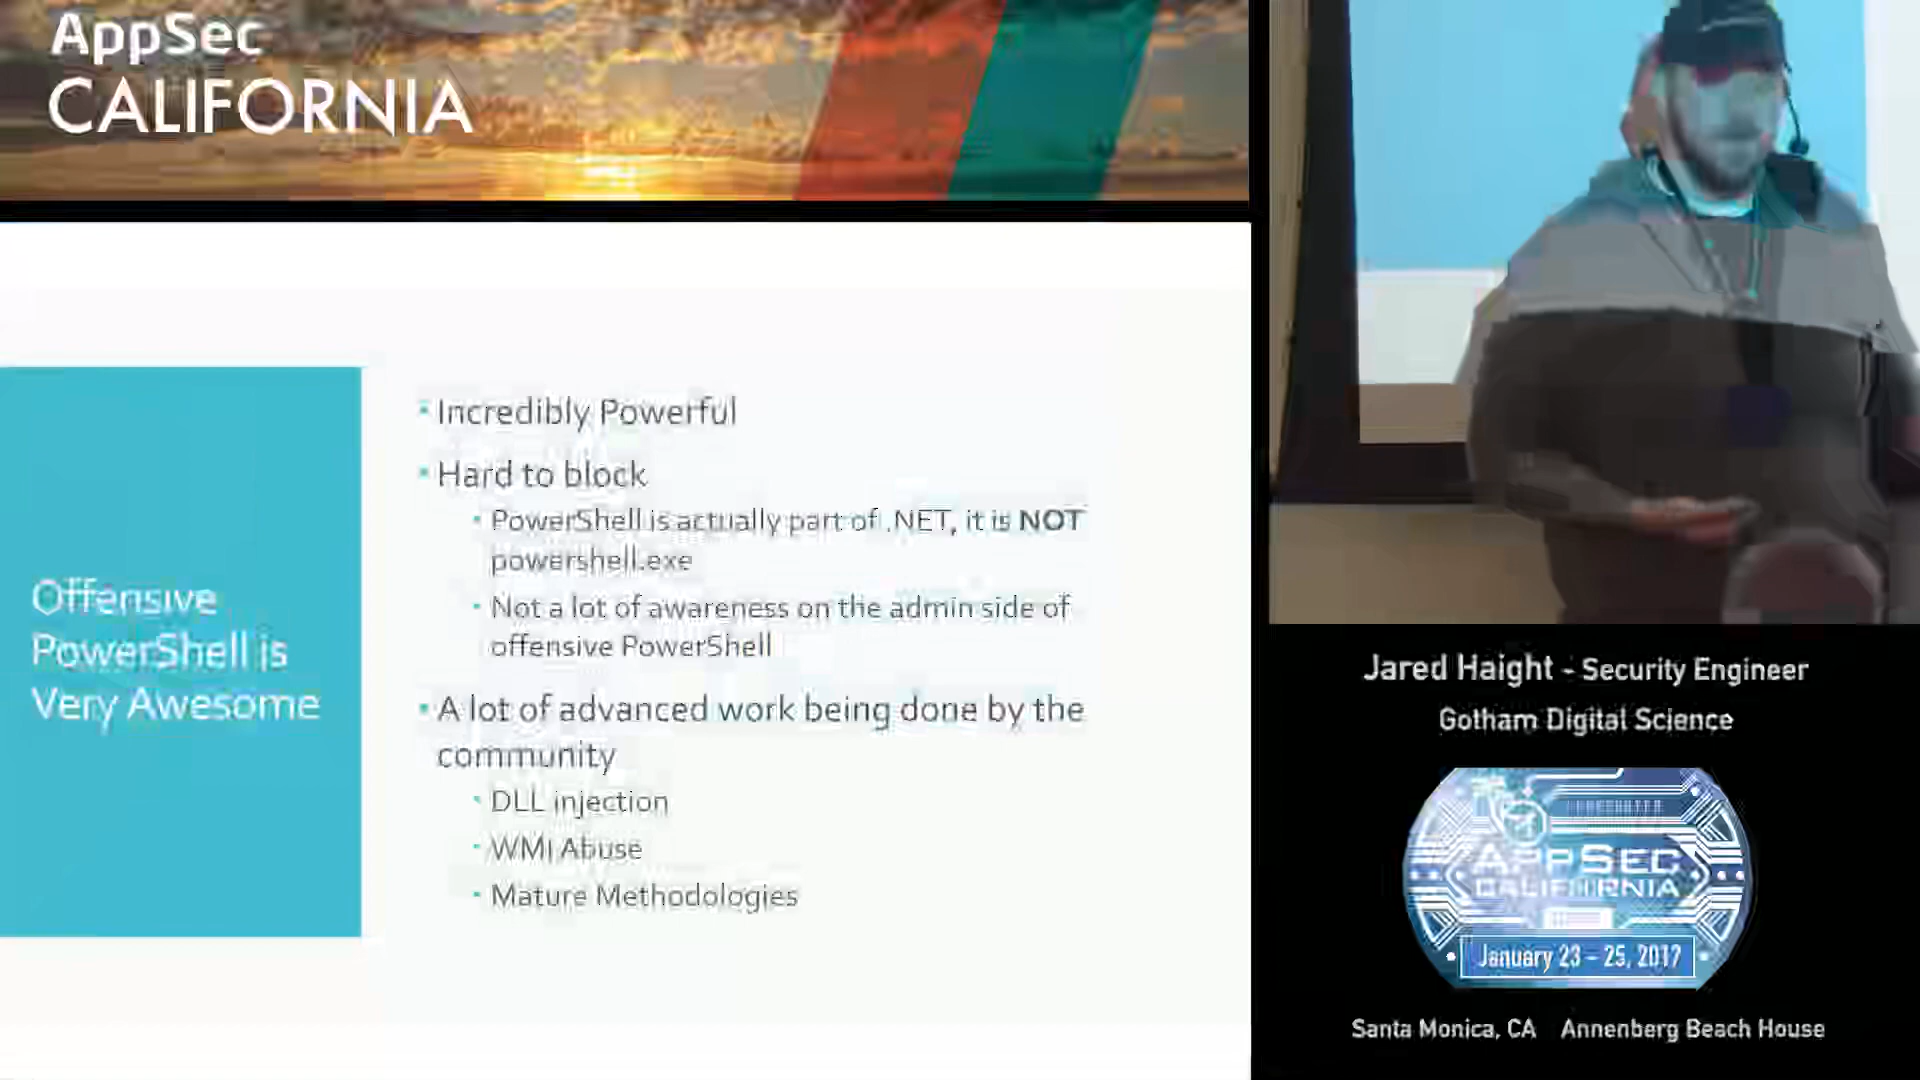 AppSec
CALIFORNIA
Offensive
PowerShell is
Very Awesome
Incredibly Powerful
Hard to block
PowerShell is actually part of .NET, it is NOT
powershell.exe
Not a lot of awareness on the admin side of
offensive PowerShell
A lot of advanced work being done by the
community
DLL injection
WMI Abuse
Mature Methodologies
Jared Haight - Security Engineer
Gotham Digital Science
APPSEC
CALIFORNIA
January 23 - 25, 2017
Santa Monica, CA Annenberg Beach House